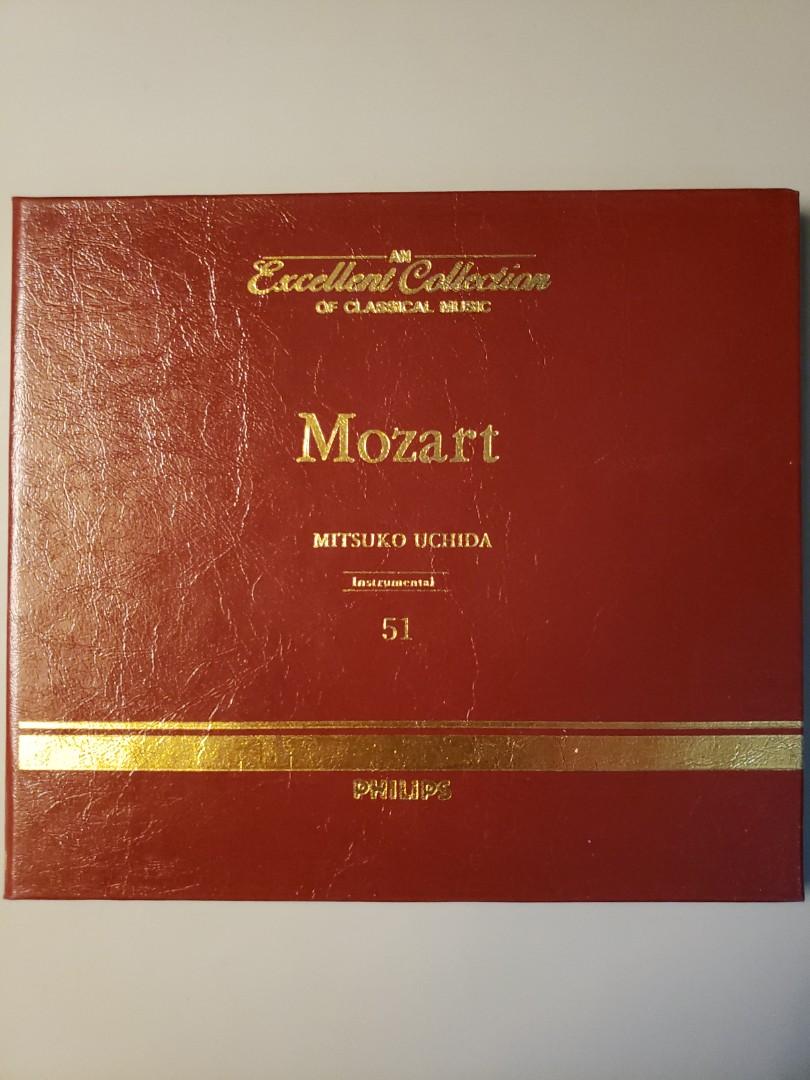 AN
Excellent Collection
OF CLASSICAL MUSIC
Mozart
MITSUKO UCHIDA
Instrumental
51
PHILIPS